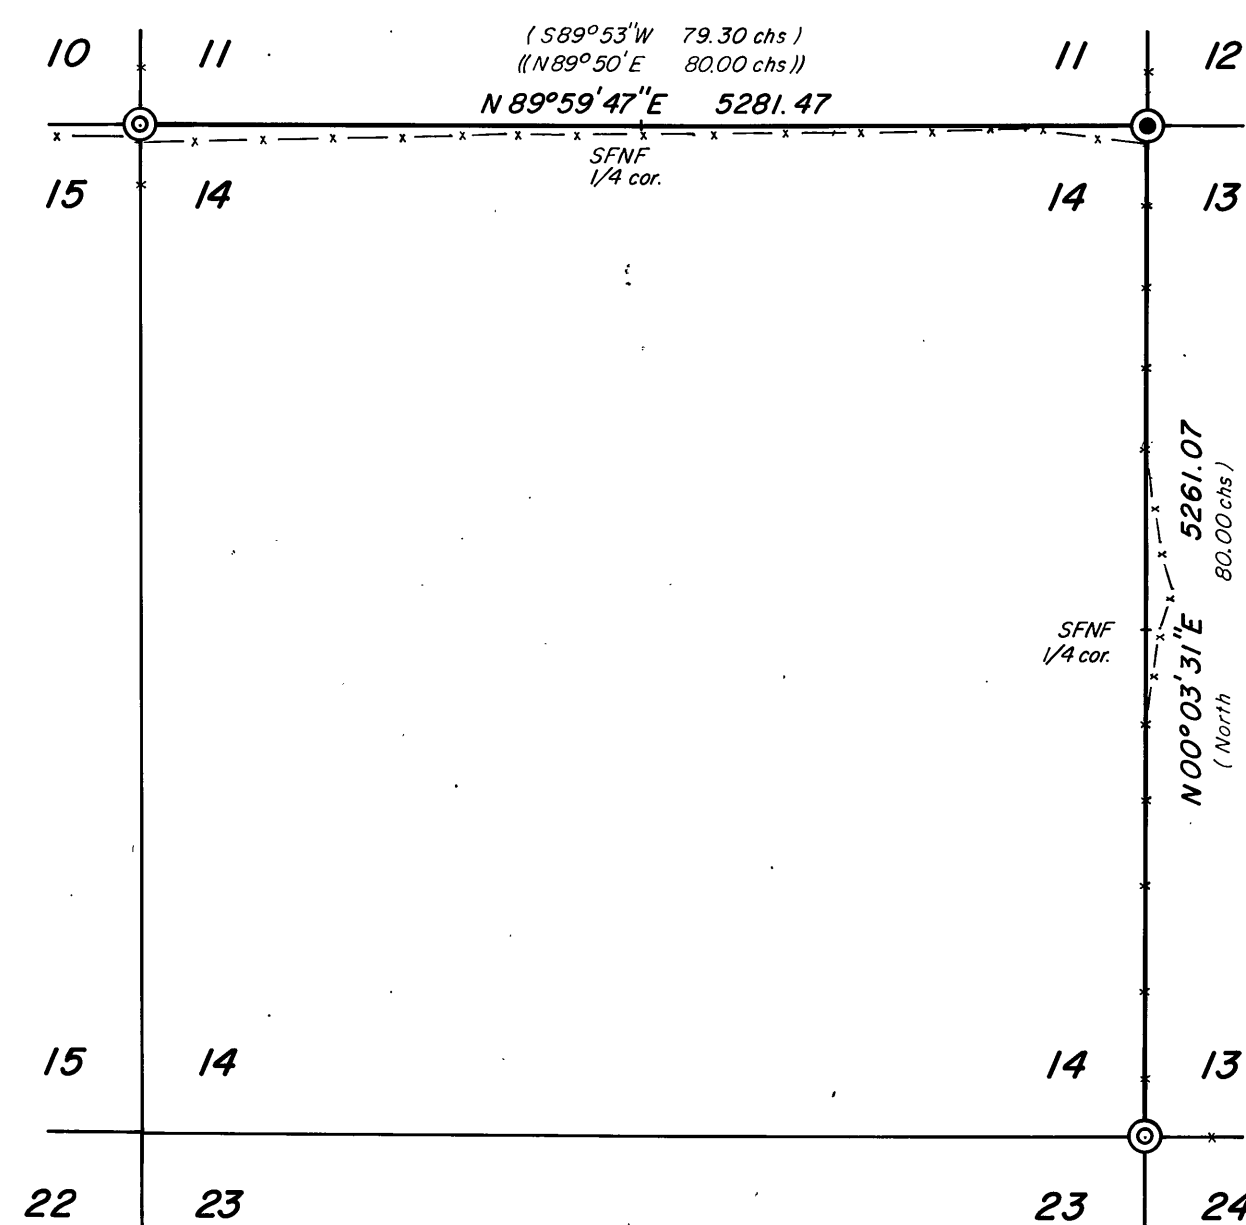 ( S89°53"W 79.30 chs )
((N89°50'E 80.00 chs))
10 11 11 12
N 89°59'47"E 5281.47
SFNF
1/4 cor.
15 14 14 13
N00°03'31"E 5261.07
( North 80.00 chs )
SFNF
1/4 cor.
15 14 14 13
22 23 23 24